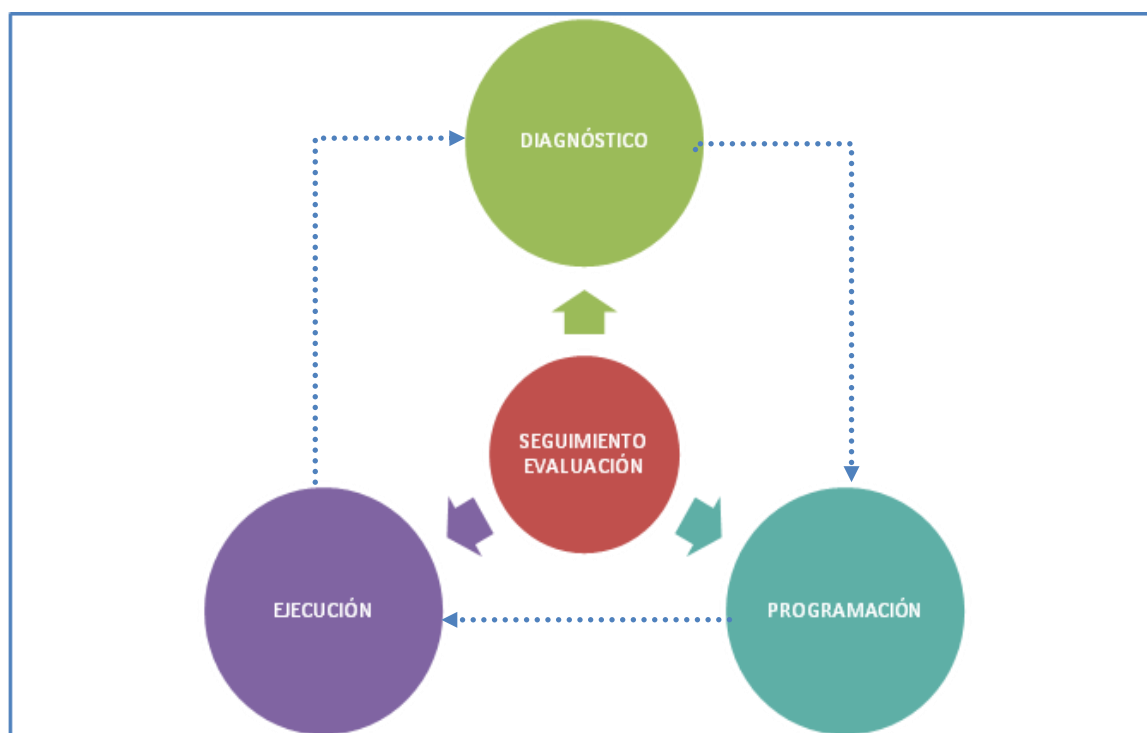 DIAGNÓSTICO
SEGUIMIENTO
EVALUACIÓN
EJECUCIÓN
PROGRAMACIÓN